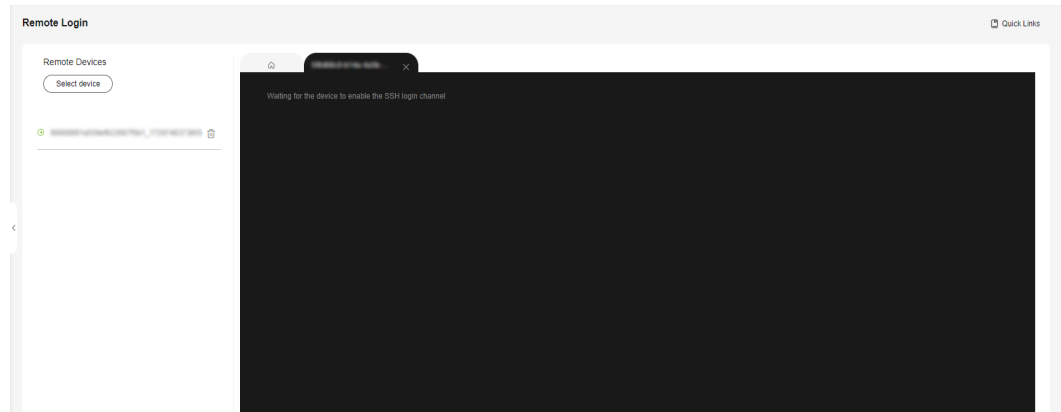 Remote Login
Quick Links
Remote Devices
Select device
Waiting for the device to enable the SSH login channel